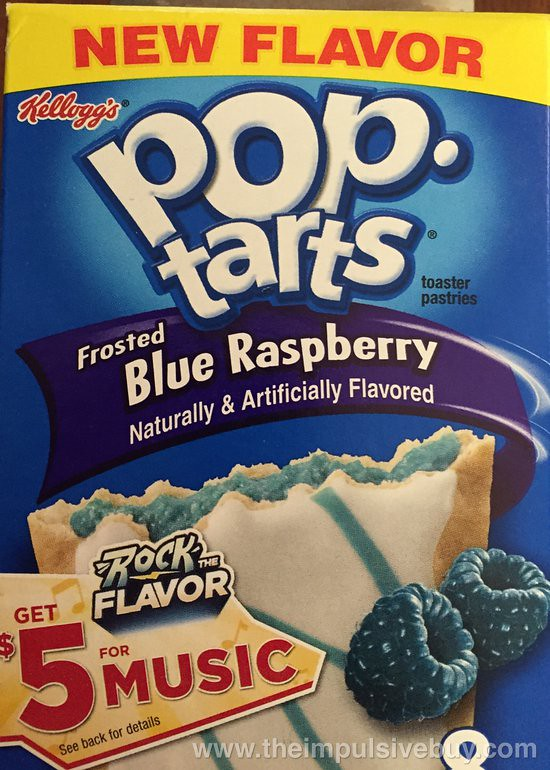 NEW FLAVOR
Kellogg's®
pop.
tarts®
toaster
pastries
Frosted
Blue Raspberry
Naturally & Artificially Flavored
ROCK THE
FLAVOR
GET
$5 FOR
MUSIC
See back for details
www.theimpulsivebuy.com